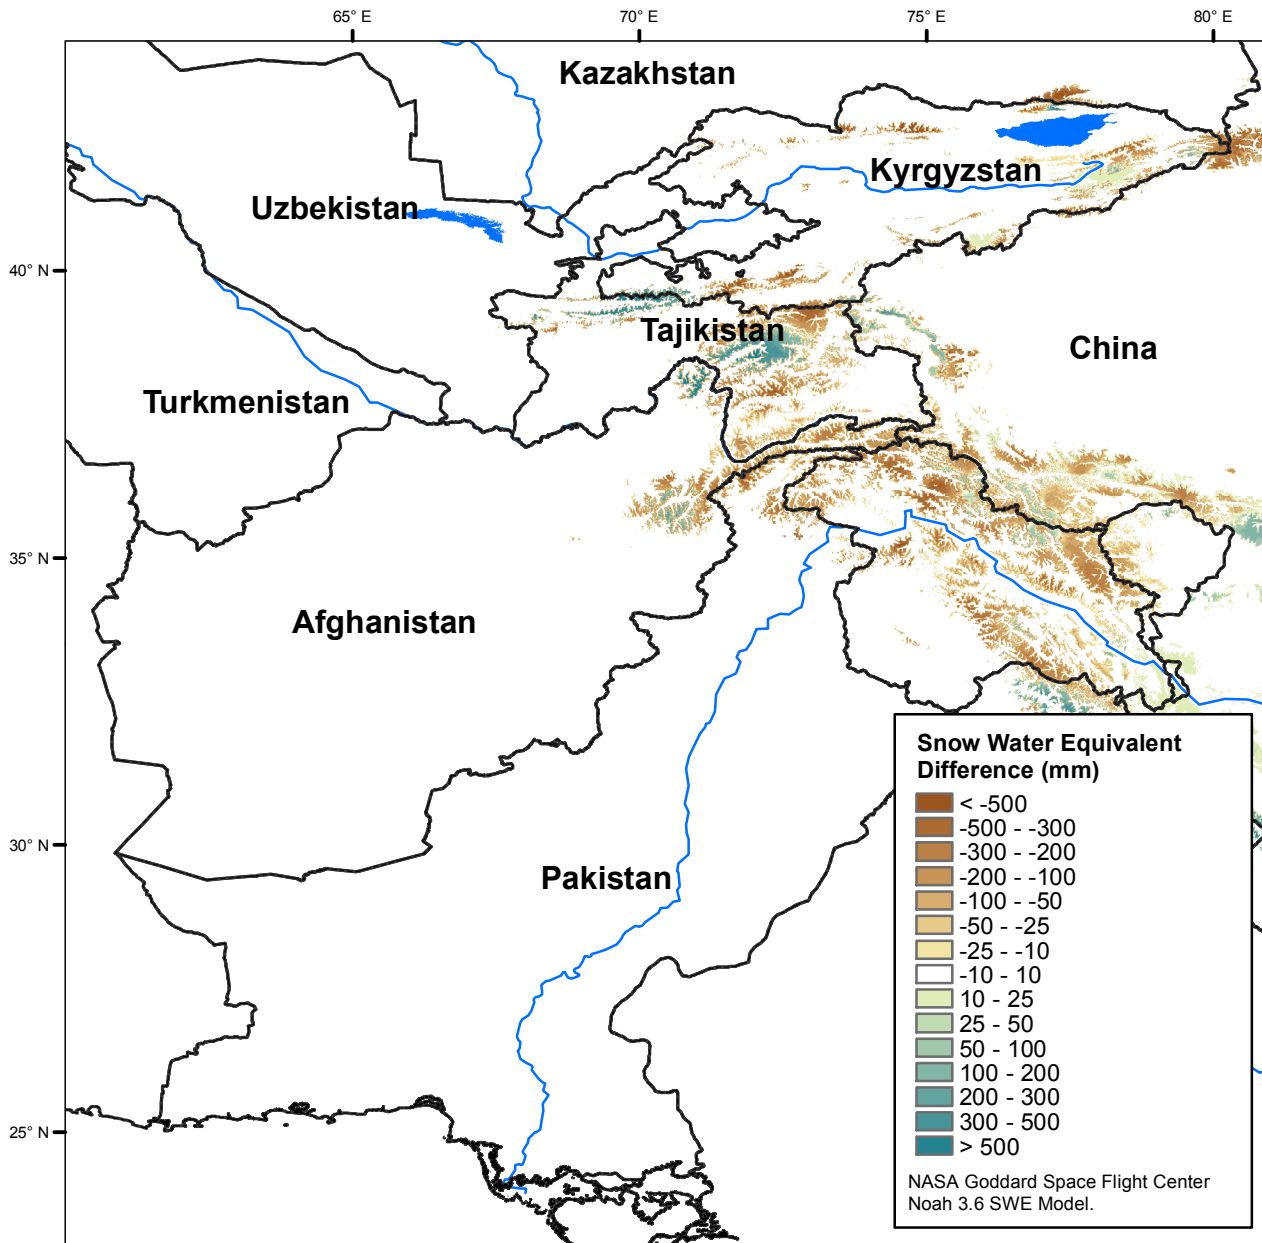 65° E
70° E
75° E
80° E
Kazakhstan
Kyrgyzstan
Uzbekistan
40° N
Tajikistan
China
Turkmenistan
35° N
Afghanistan
30° N
Pakistan
25° N
Snow Water Equivalent
Difference (mm)
< -500
-500 - -300
-300 - -200
-200 - -100
-100 - -50
-50 - -25
-25 - -10
-10 - 10
10 - 25
25 - 50
50 - 100
100 - 200
200 - 300
300 - 500
> 500
NASA Goddard Space Flight Center
Noah 3.6 SWE Model.